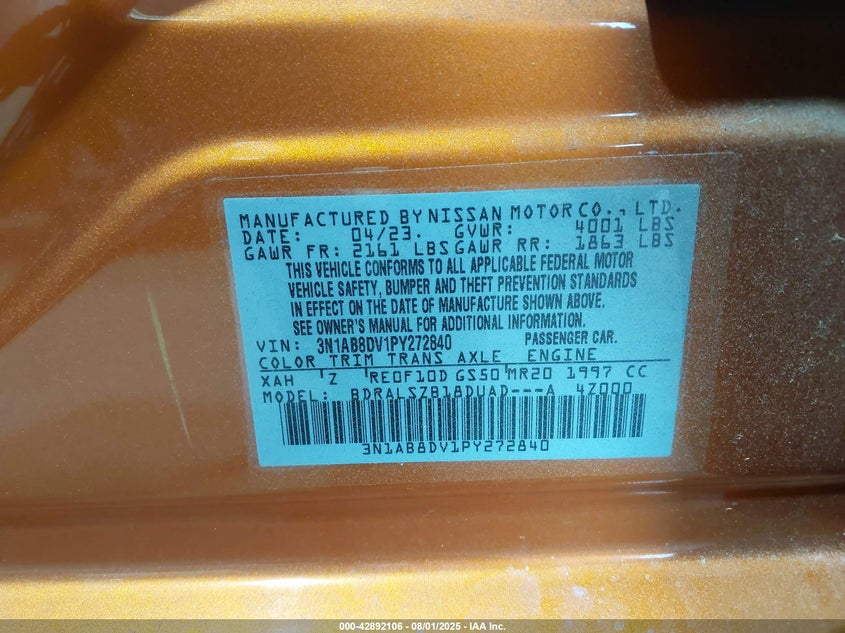 MANUFACTURED BY NISSAN MOTOR CO., LTD.
DATE: 04/23. GVWR: 4001 LBS
GAWR FR: 2161 LBS GAWR RR: 1863 LBS
THIS VEHICLE CONFORMS TO ALL APPLICABLE FEDERAL MOTOR
VEHICLE SAFETY, BUMPER AND THEFT PREVENTION STANDARDS
IN EFFECT ON THE DATE OF MANUFACTURE SHOWN ABOVE.
SEE OWNER'S MANUAL FOR ADDITIONAL INFORMATION.
VIN: 3N1AB8DV1PY272840 PASSENGER CAR.
COLOR TRIM TRANS AXLE ENGINE
XAH 'Z 'RE0F10D GS50 MR20 1997 CC
MODEL: BDRALSZB18DUAD---A 4Z000
3N1AB8DV1PY272840
000-42892106 - 08/01/2025 - IAA Inc.